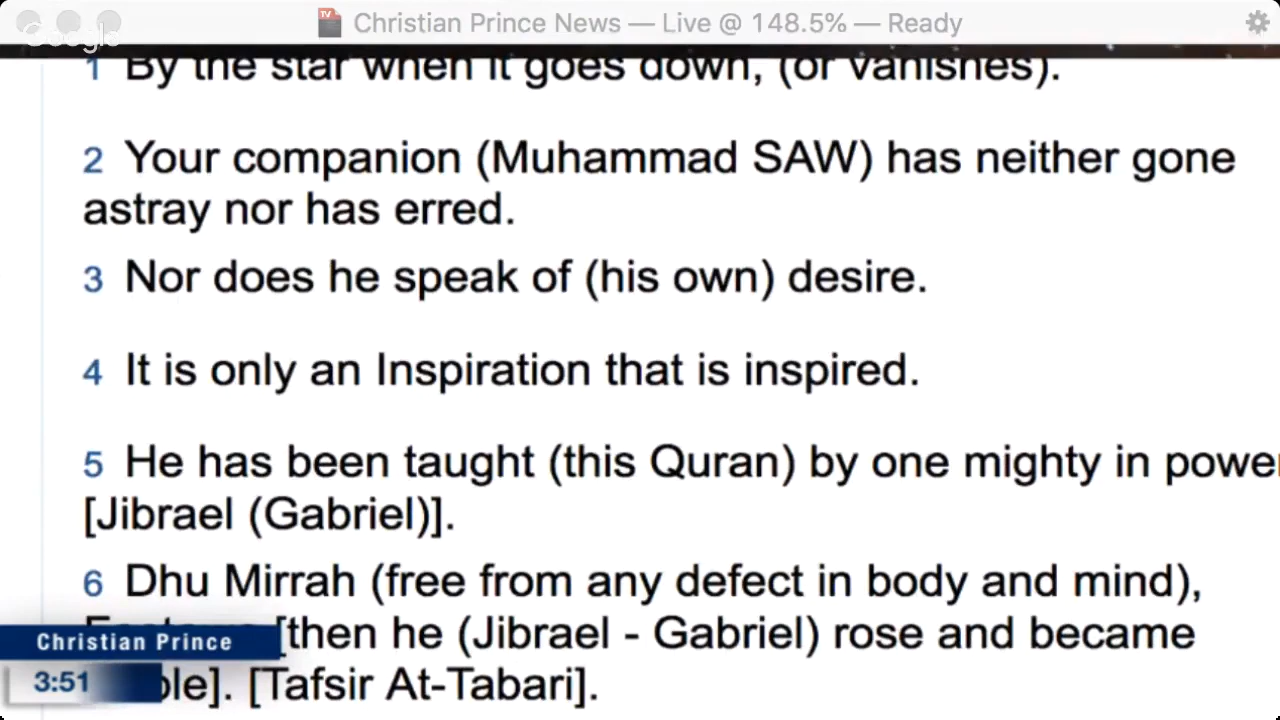 Christian Prince News — Live @ 148.5% — Ready
Google
1 By the star when it goes down, (or vanishes).
2 Your companion (Muhammad SAW) has neither gone
astray nor has erred.
3 Nor does he speak of (his own) desire.
4 It is only an Inspiration that is inspired.
5 He has been taught (this Quran) by one mighty in power
[Jibrael (Gabriel)].
6 Dhu Mirrah (free from any defect in body and mind),
[then he (Jibrael - Gabriel) rose and became
[Tafsir At-Tabari].
Christian Prince
3:51